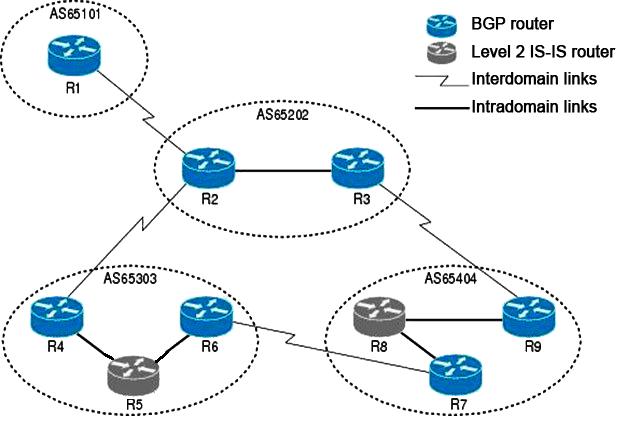 AS65101
R1
BGP router
Level 2 IS-IS router
Interdomain links
Intradomain links
AS65202
R2
R3
AS65303
R4
R6
R5
AS65404
R8
R9
R7